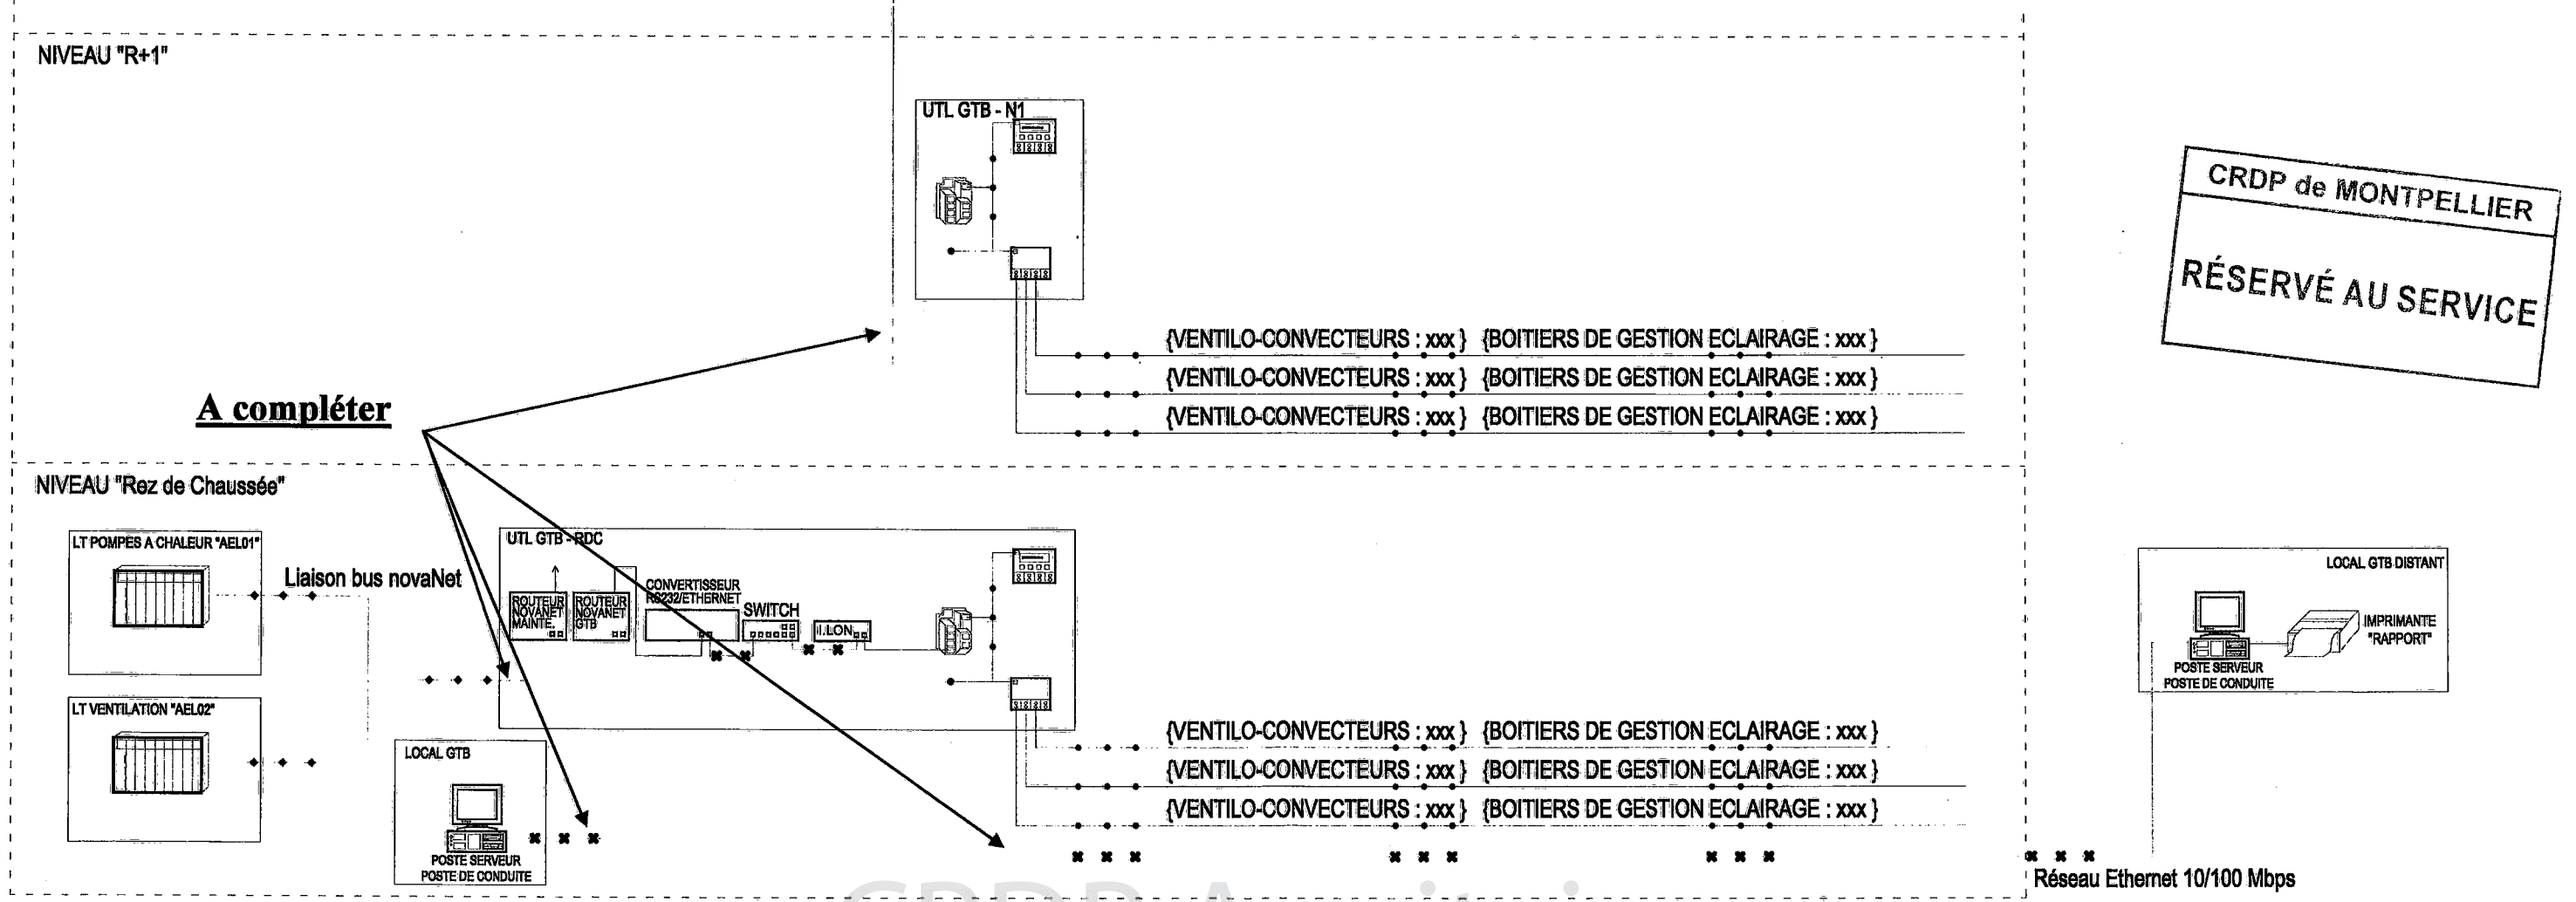 NIVEAU "R+1"
UTL GTB - N1
CRDP de MONTPELLIER
RÉSERVÉ AU SERVICE
{VENTILO-CONVECTEURS : xxx } {BOITIERS DE GESTION ECLAIRAGE : xxx }
{VENTILO-CONVECTEURS : xxx } {BOITIERS DE GESTION ECLAIRAGE : xxx }
{VENTILO-CONVECTEURS : xxx } {BOITIERS DE GESTION ECLAIRAGE : xxx }
A compléter
NIVEAU "Rez de Chaussée"
LT POMPES A CHALEUR "AEL01"
Liaison bus novaNet
UTL GTB - RDC
ROUTEUR
NOVANET
MAINTE.
ROUTEUR
NOVANET
GTB
CONVERTISSEUR
RS232/ETHERNET
SWITCH
I.LON
LOCAL GTB DISTANT
IMPRIMANTE
"RAPPORT"
POSTE SERVEUR
POSTE DE CONDUITE
LT VENTILATION "AEL02"
LOCAL GTB
POSTE SERVEUR
POSTE DE CONDUITE
{VENTILO-CONVECTEURS : xxx } {BOITIERS DE GESTION ECLAIRAGE : xxx }
{VENTILO-CONVECTEURS : xxx } {BOITIERS DE GESTION ECLAIRAGE : xxx }
{VENTILO-CONVECTEURS : xxx } {BOITIERS DE GESTION ECLAIRAGE : xxx }
Réseau Ethernet 10/100 Mbps